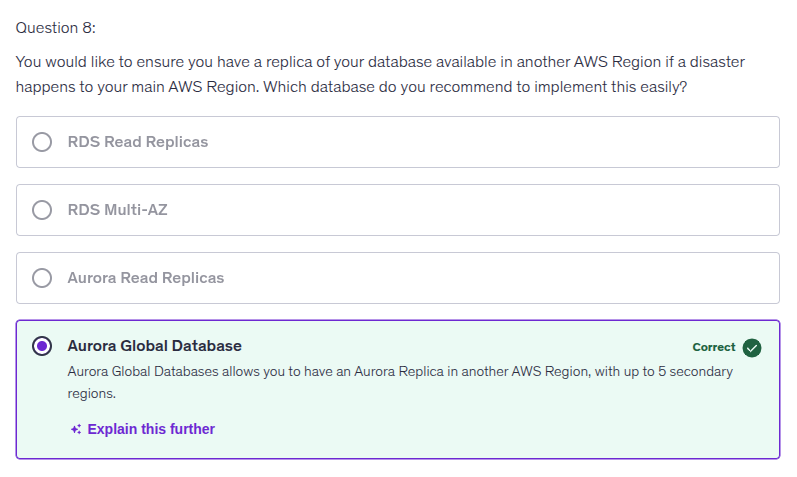 Question 8:
You would like to ensure you have a replica of your database available in another AWS Region if a disaster
happens to your main AWS Region. Which database do you recommend to implement this easily?
RDS Read Replicas
RDS Multi-AZ
Aurora Read Replicas
Aurora Global Database
Correct
Aurora Global Databases allows you to have an Aurora Replica in another AWS Region, with up to 5 secondary
regions.
Explain this further